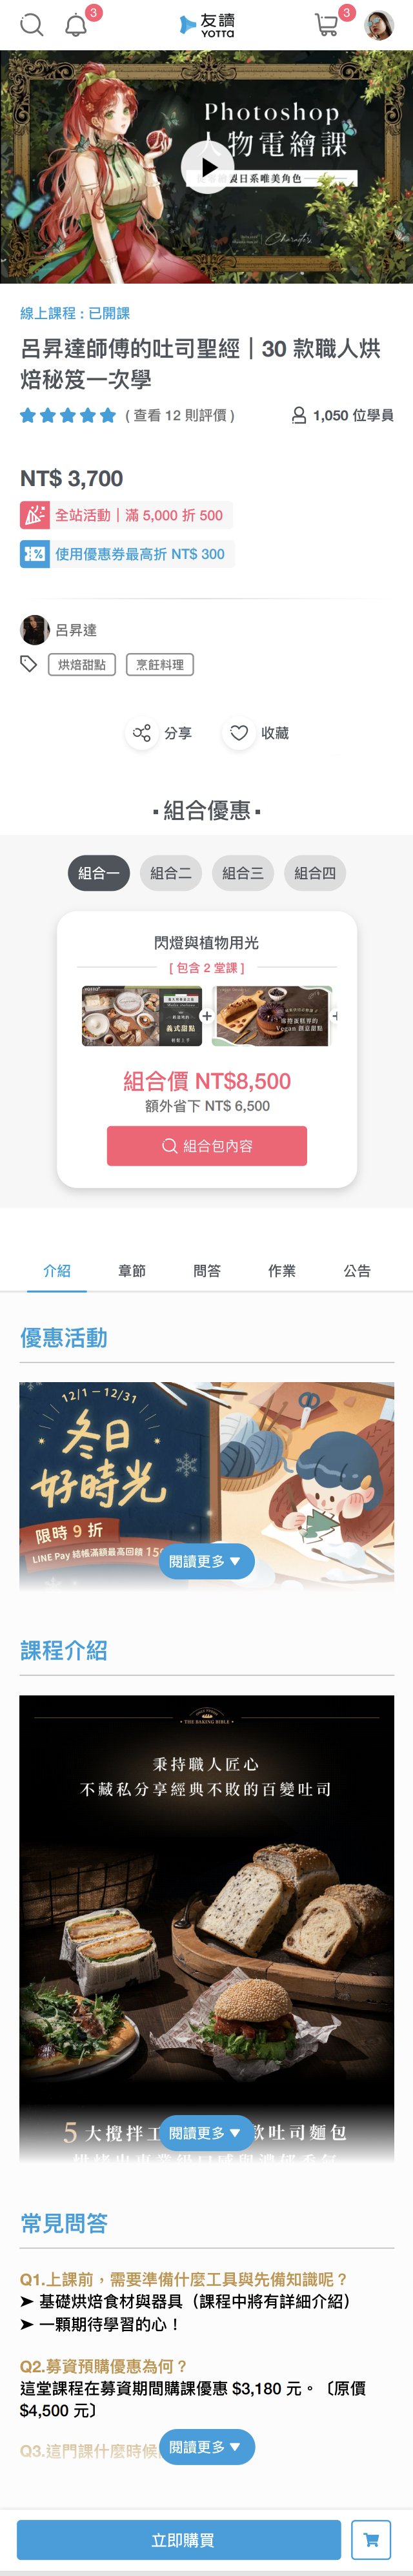 3
友讀
YOTTA
3
Photoshop
人物電繪課
日系唯美角色
線上課程 : 已開課
呂昇達師傅的吐司聖經｜30 款職人烘
焙秘笈一次學
( 查看 12 則評價 )
1,050 位學員
NT$ 3,700
全站活動｜滿 5,000 折 500
使用優惠券最高折 NT$ 300
呂昇達
烘焙甜點
烹飪料理
分享
收藏
組合優惠
組合一
組合二
組合三
組合四
閃燈與植物用光
[ 包含 2 堂課 ]
義式甜點
Vegan 創意甜點
組合價 NT$8,500
額外省下 NT$ 6,500
組合包內容
介紹
章節
問答
作業
公告
優惠活動
12/1 – 12/31
冬日
好時光
限時 9 折
LINE Pay 結帳滿額最高回饋 15
閱讀更多
課程介紹
THE BAKING BIBLE
秉持職人匠心
不藏私分享經典不敗的百變吐司
5 大攪拌工 款吐司麵包
閱讀更多
常見問答
Q1.上課前，需要準備什麼工具與先備知識呢？
➤ 基礎烘焙食材與器具（課程中將有詳細介紹）
➤ 一顆期待學習的心！
Q2.募資預購優惠為何？
這堂課程在募資期間購課優惠 $3,180 元。〔原價
$4,500 元〕
Q3.這門課什麼時候
閱讀更多
立即購買